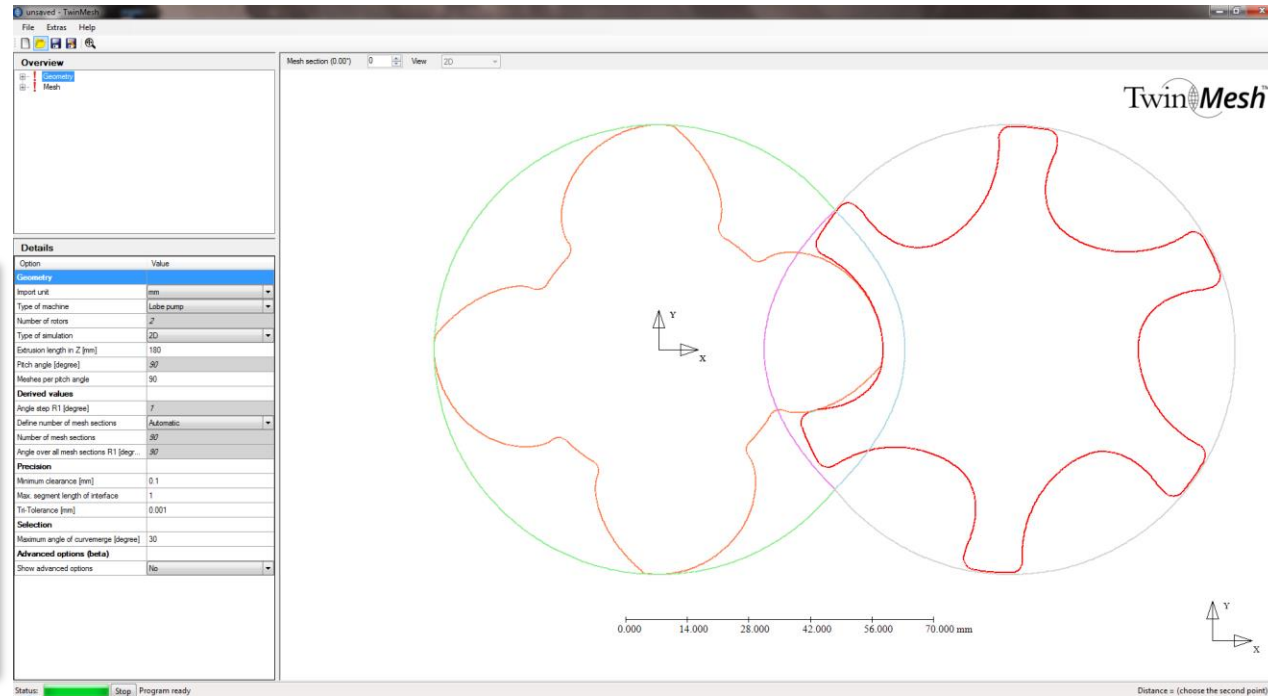 unsaved - TwinMesh
File Extras Help
Overview
Geometry
Mesh
Mesh section (0.00°) 0 View 2D
TwinMesh™
Details
Option Value
Geometry
Import unit mm
Type of machine Lobe pump
Number of rotors 2
Type of simulation 2D
Extrusion length in Z [mm] 180
Pitch angle [degree] 90
Meshes per pitch angle 90
Derived values
Angle step R1 [degree] 1
Define number of mesh sections Automatic
Number of mesh sections 90
Angle over all mesh sections R1 [degr... 90
Precision
Minimum clearance [mm] 0.1
Max. segment length of interface 1
Tri-Tolerance [mm] 0.001
Selection
Maximum angle of curvemerge [degree] 30
Advanced options (beta)
Show advanced options No
Y
X
0.000 14.000 28.000 42.000 56.000 70.000 mm
Y
X
Status: Stop Program ready
Distance = (choose the second point)